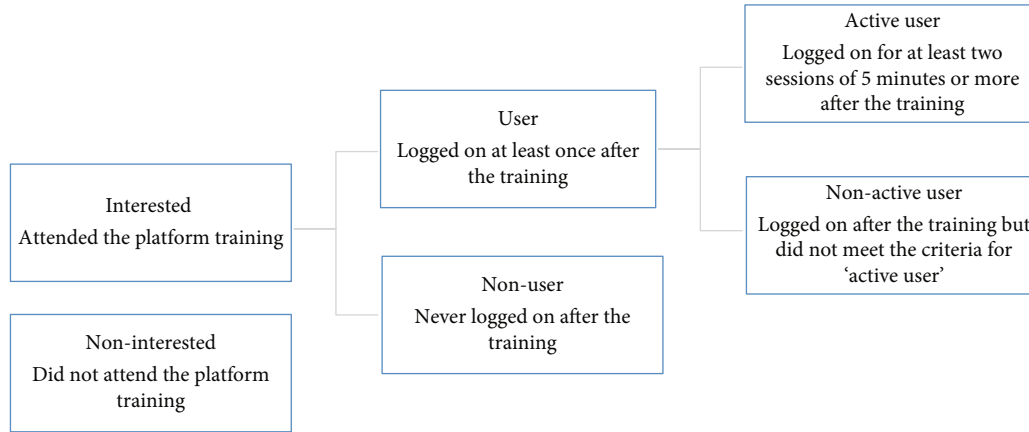 Interested
Attended the platform training
Non-interested
Did not attend the platform
training
User
Logged on at least once after
the training
Non-user
Never logged on after the
training
Active user
Logged on for at least two
sessions of 5 minutes or more
after the training
Non-active user
Logged on after the training but
did not meet the criteria for
‘active user’